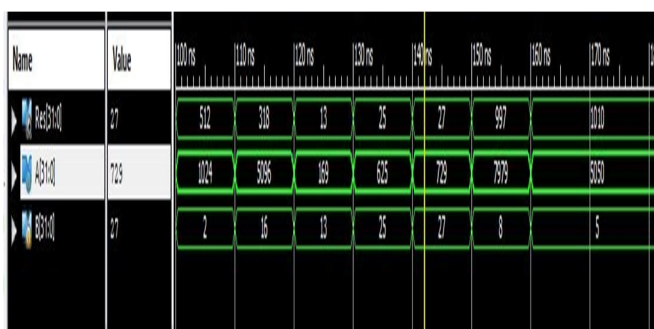 Name Value 100 ns 110 ns 120 ns 130 ns 140 ns 150 ns 160 ns 170 ns
Res[31:0] 27 512 318 13 25 27 997 1010
A[31:0] 729 1024 5096 169 625 729 7979 5050
B[31:0] 27 2 16 13 25 27 8 5